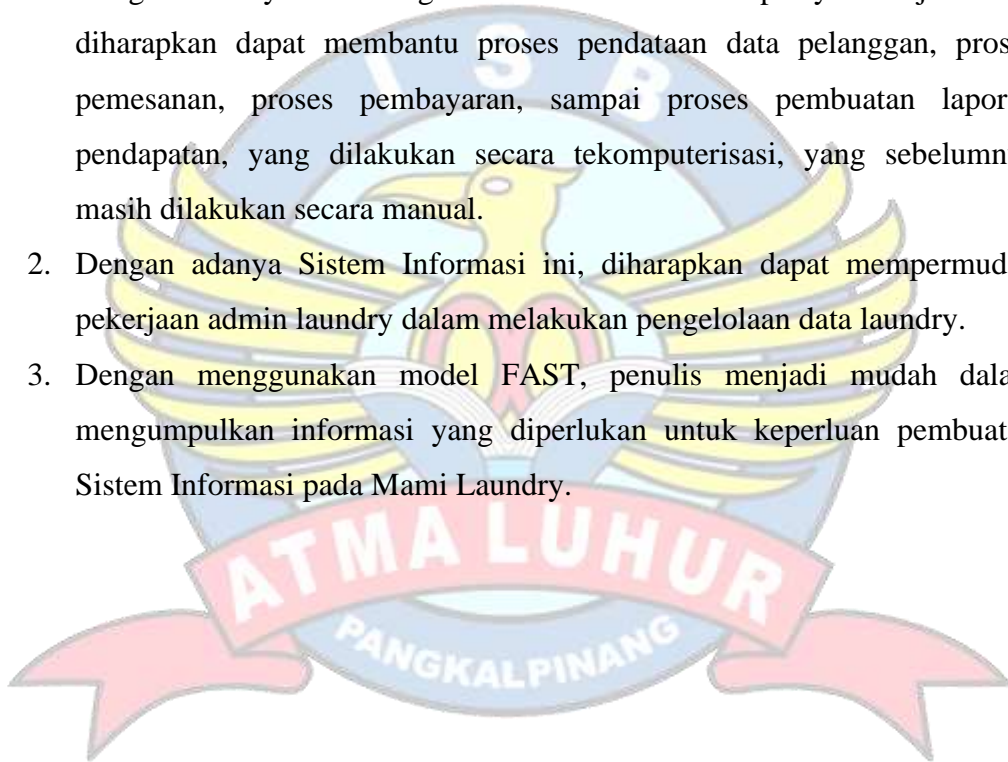 diharapkan dapat membantu proses pendataan data pelanggan, pros
pemesanan, proses pembayaran, sampai proses pembuatan lapor
pendapatan, yang dilakukan secara tekomputerisasi, yang sebelumn
masih dilakukan secara manual.
2. Dengan adanya Sistem Informasi ini, diharapkan dapat mempermud
pekerjaan admin laundry dalam melakukan pengelolaan data laundry.
3. Dengan menggunakan model FAST, penulis menjadi mudah dala
mengumpulkan informasi yang diperlukan untuk keperluan pembuat
Sistem Informasi pada Mami Laundry.
I S B
ATMA LUHUR
PANGKALPINANG